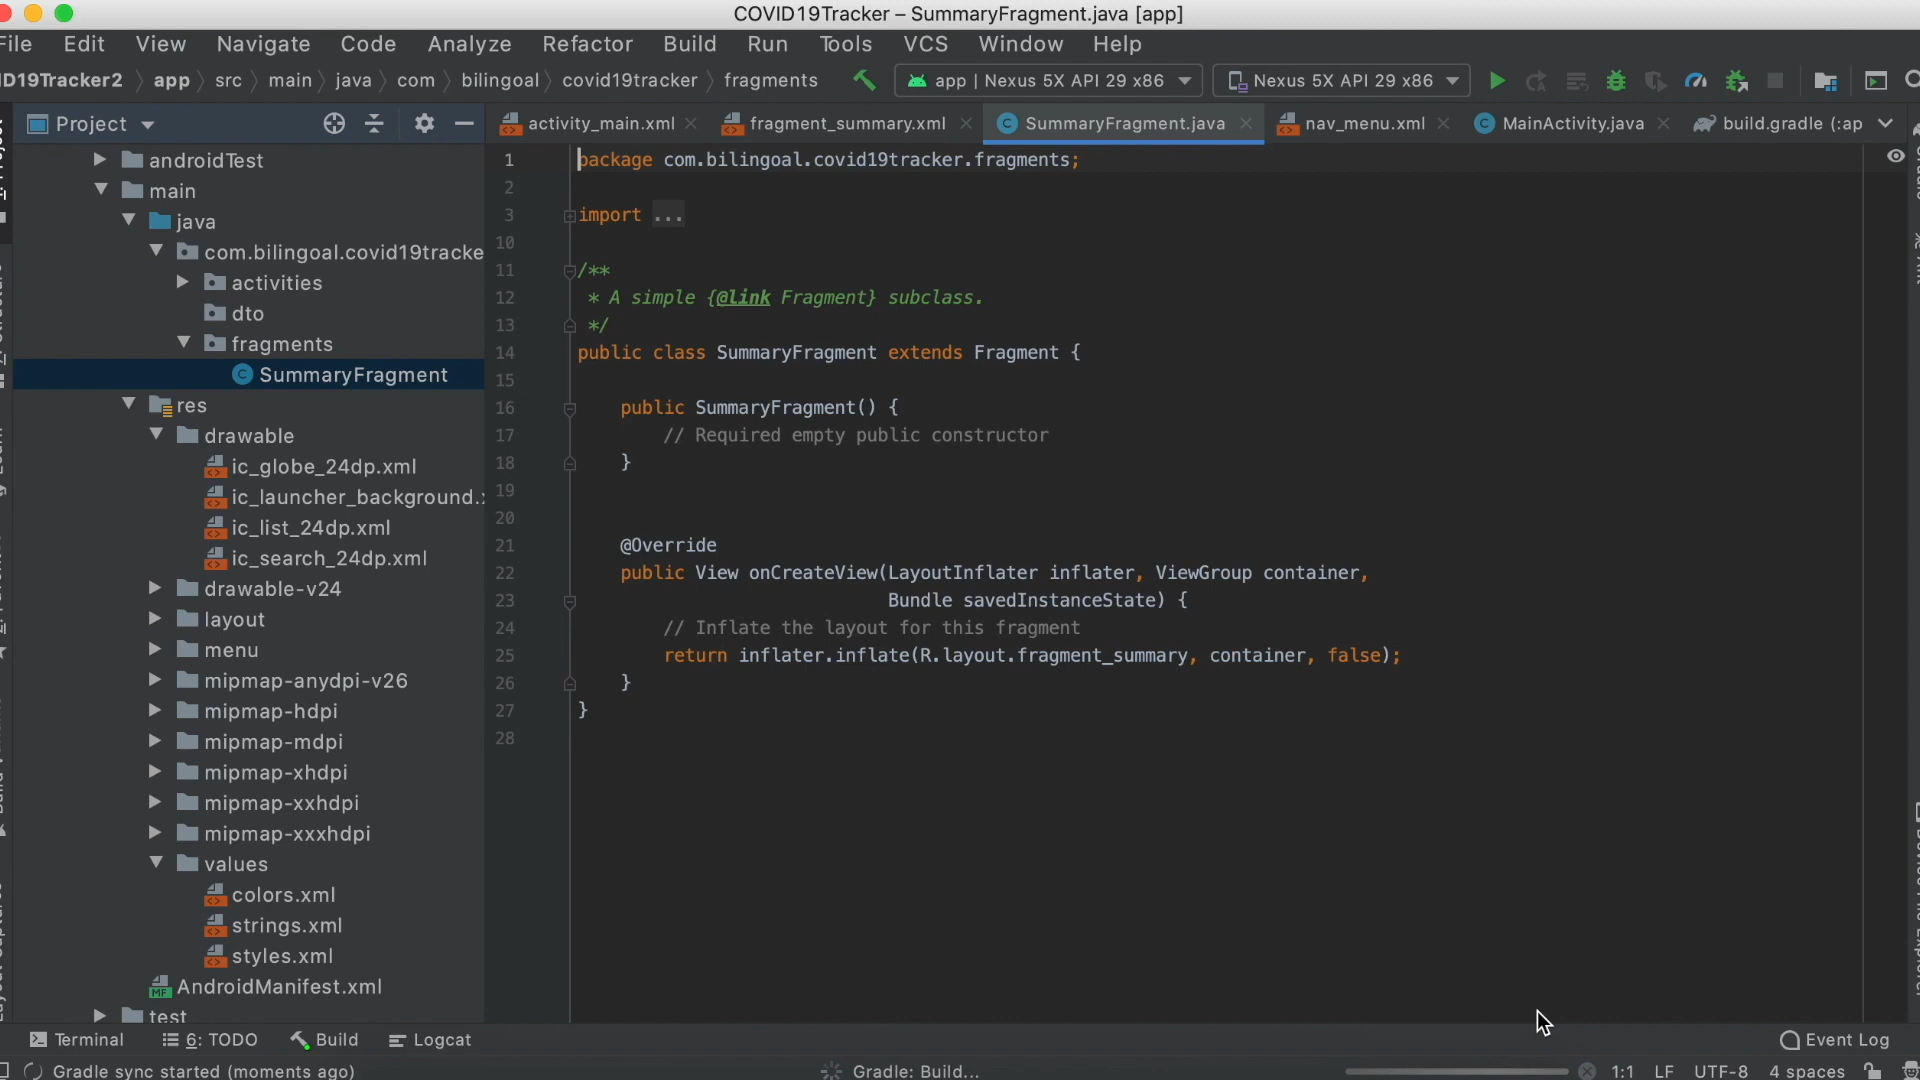 COVID19Tracker – SummaryFragment.java [app]
File Edit View Navigate Code Analyze Refactor Build Run Tools VCS Window Help
ID19Tracker2 app src main java com bilingoal covid19tracker fragments app | Nexus 5X API 29 x86 Nexus 5X API 29 x86
Project
activity_main.xml fragment_summary.xml SummaryFragment.java nav_menu.xml MainActivity.java build.gradle (:ap
androidTest
main
java
com.bilingoal.covid19tracke
activities
dto
fragments
SummaryFragment
res
drawable
ic_globe_24dp.xml
ic_launcher_background.x
ic_list_24dp.xml
ic_search_24dp.xml
drawable-v24
layout
menu
mipmap-anydpi-v26
mipmap-hdpi
mipmap-mdpi
mipmap-xhdpi
mipmap-xxhdpi
mipmap-xxxhdpi
values
colors.xml
strings.xml
styles.xml
AndroidManifest.xml
test
1 package com.bilingoal.covid19tracker.fragments;
2
3 import ...
10
11 /**
12 * A simple {@link Fragment} subclass.
13 */
14 public class SummaryFragment extends Fragment {
15
16 public SummaryFragment() {
17 // Required empty public constructor
18 }
19
20
21 @Override
22 public View onCreateView(LayoutInflater inflater, ViewGroup container,
23 Bundle savedInstanceState) {
24 // Inflate the layout for this fragment
25 return inflater.inflate(R.layout.fragment_summary, container, false);
26 }
27 }
28
Terminal 6: TODO Build Logcat Event Log
Gradle sync started (moments ago) Gradle: Build... 1:1 LF UTF-8 4 spaces